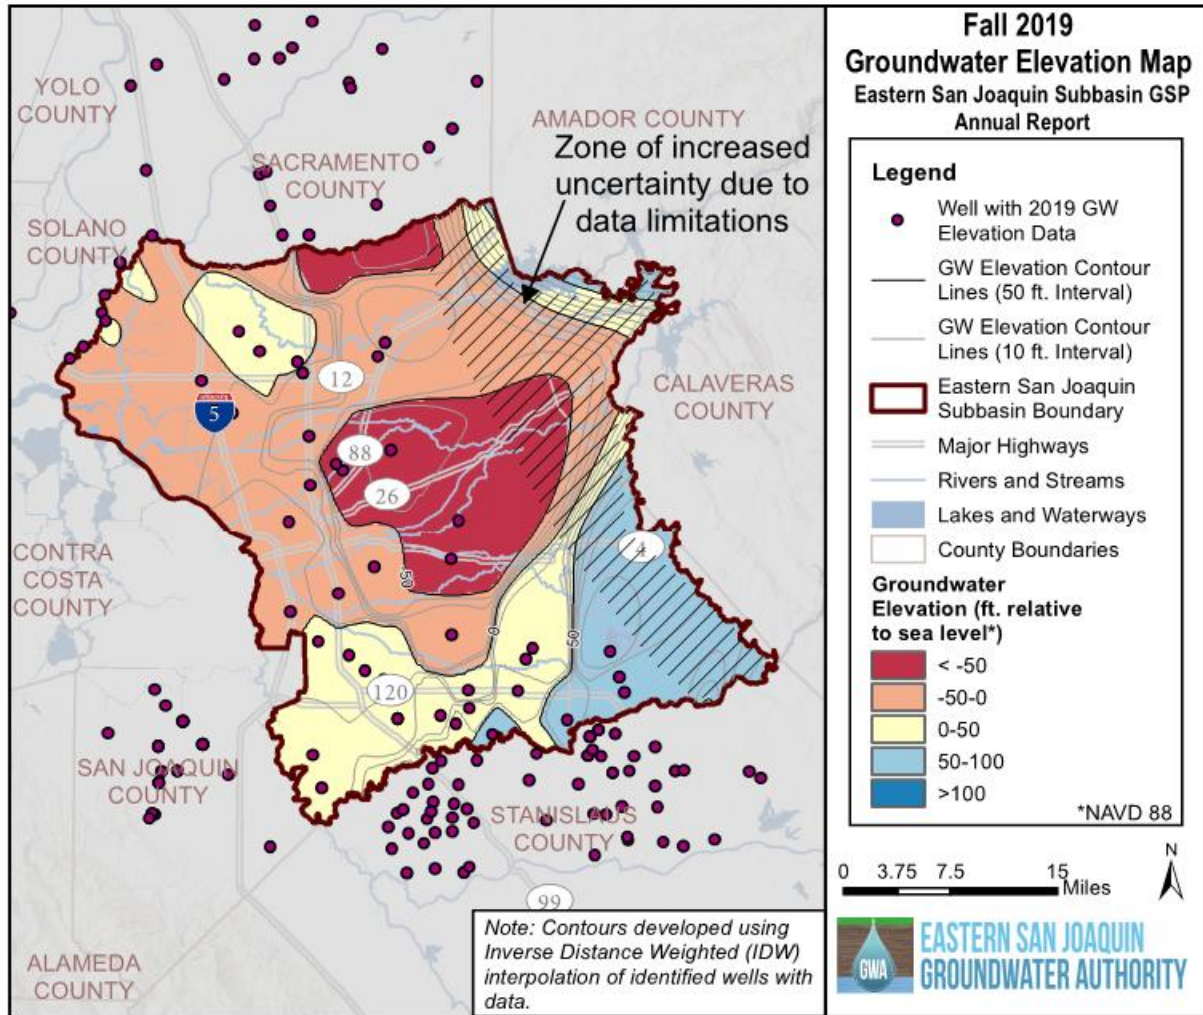 Fall 2019
Groundwater Elevation Map
Eastern San Joaquin Subbasin GSP
Annual Report
Legend
Well with 2019 GW
Elevation Data
GW Elevation Contour
Lines (50 ft. Interval)
GW Elevation Contour
Lines (10 ft. Interval)
Eastern San Joaquin
Subbasin Boundary
Major Highways
Rivers and Streams
Lakes and Waterways
County Boundaries
Groundwater
Elevation (ft. relative
to sea level*)
< -50
-50-0
0-50
50-100
>100
*NAVD 88
0 3.75 7.5 15
Miles
N
GWA
EASTERN SAN JOAQUIN
GROUNDWATER AUTHORITY
YOLO
COUNTY
AMADOR COUNTY
Zone of increased
uncertainty due to
data limitations
SACRAMENTO
COUNTY
SOLANO
COUNTY
12
CALAVERAS
COUNTY
5
88
26
4
CONTRA
COSTA
COUNTY
-50
0
50
120
SAN JOAQUIN
COUNTY
STANISLAUS
COUNTY
99
ALAMEDA
COUNTY
Note: Contours developed using
Inverse Distance Weighted (IDW)
interpolation of identified wells with
data.